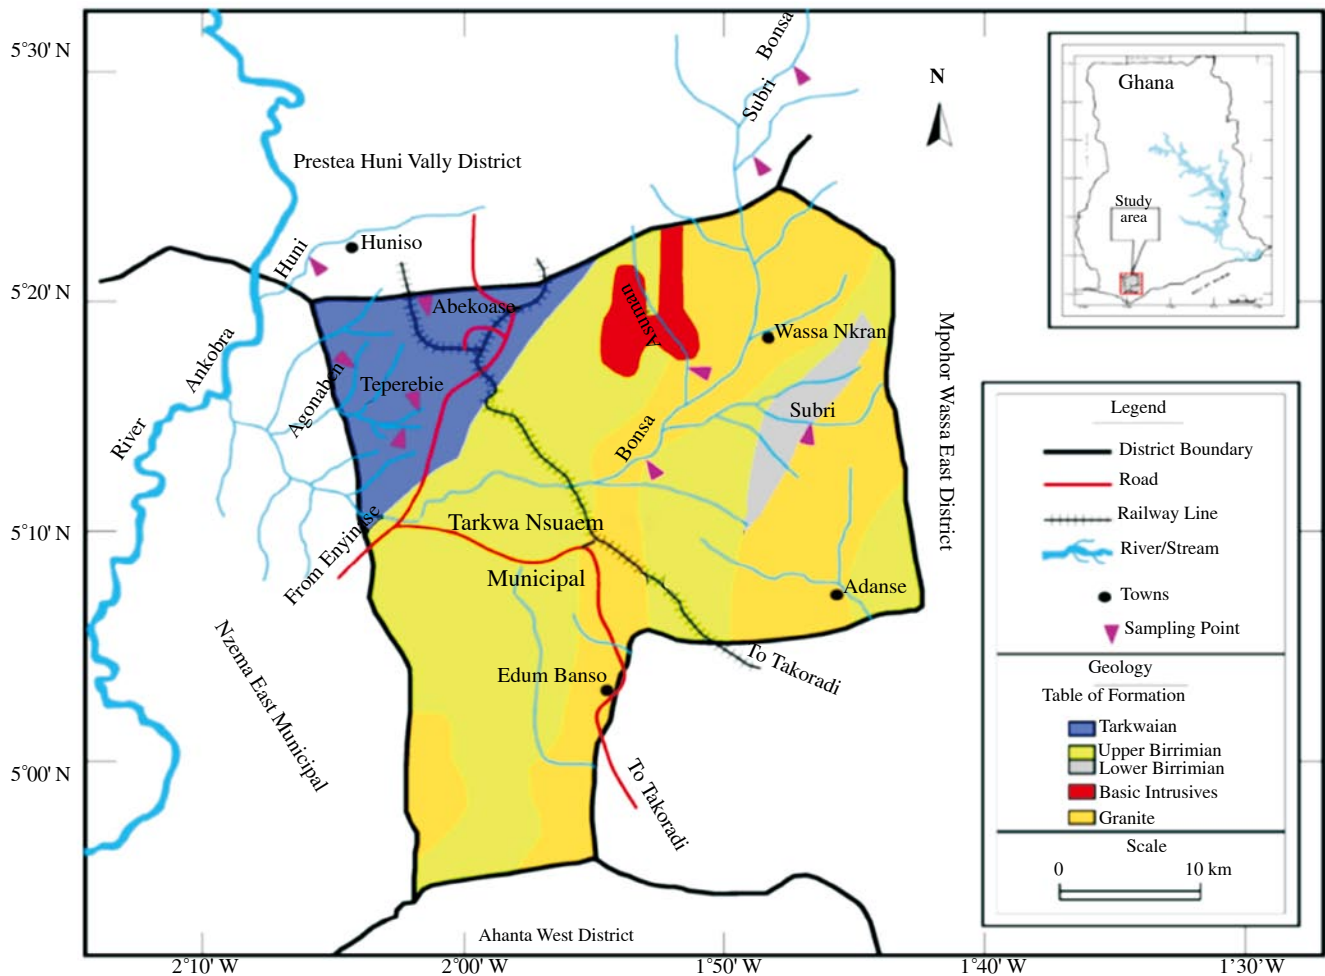 5°30' N
5°20' N
5°10' N
5°00' N
2°10' W
2°00' W
1°50' W
1°40' W
1°30' W
N
Bonsa
Subri
Prestea Huni Vally District
Huni
Huniso
Abekoase
Asuman
Wassa Nkran
Ankobra
River
Agonaben
Teperebie
Subri
Bonsa
Mpohor Wassa East District
From Enyinase
Tarkwa Nsuaem
Municipal
Adanse
Nzema East Municipal
Edum Banso
To Takoradi
To Takoradi
Ahanta West District
Ghana
Study
area
Legend
District Boundary
Road
Railway Line
River/Stream
Towns
Sampling Point
Geology
Table of Formation
Tarkwaian
Upper Birrimian
Lower Birrimian
Basic Intrusives
Granite
Scale
0 10 km